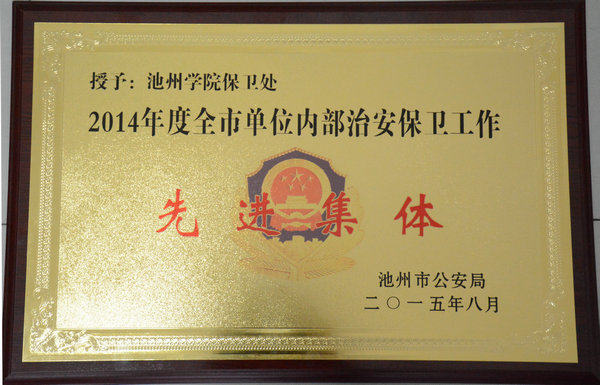 授予：池州学院保卫处
2014年度全市单位内部治安保卫工作
先进集体
池州市公安局
二〇一五年八月